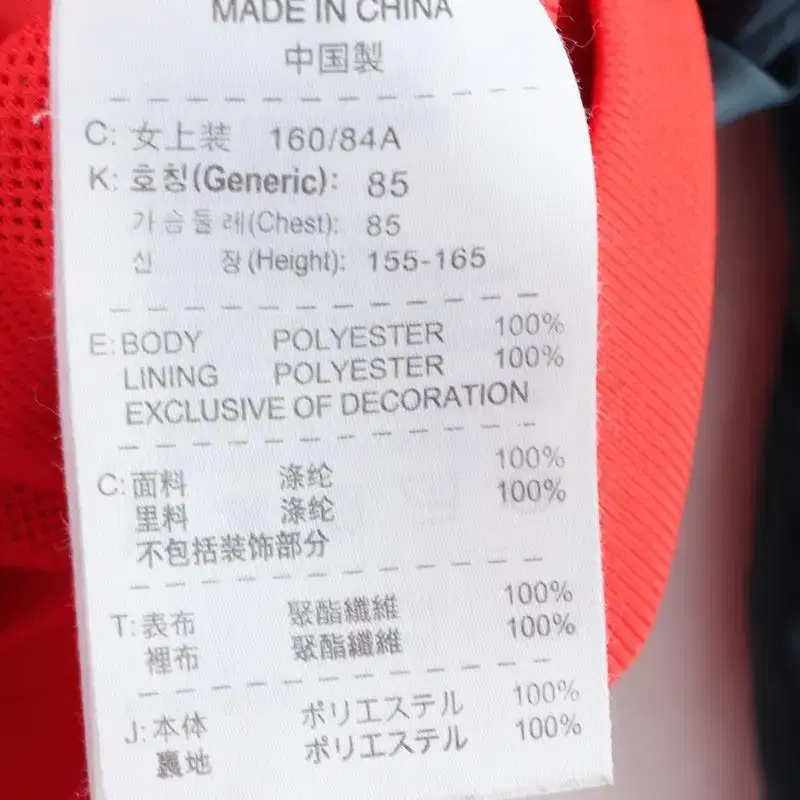 MADE IN CHINA
中国製
C: 女上装 160/84A
K: 호칭(Generic): 85
가슴둘레(Chest): 85
신 장(Height): 155-165
E: BODY POLYESTER 100%
LINING POLYESTER 100%
EXCLUSIVE OF DECORATION
C: 面料 涤纶 100%
里料 涤纶 100%
不包括装饰部分
T: 表布 聚酯纖維 100%
裡布 聚酯纖維 100%
J: 本体 ポリエステル 100%
裏地 ポリエステル 100%